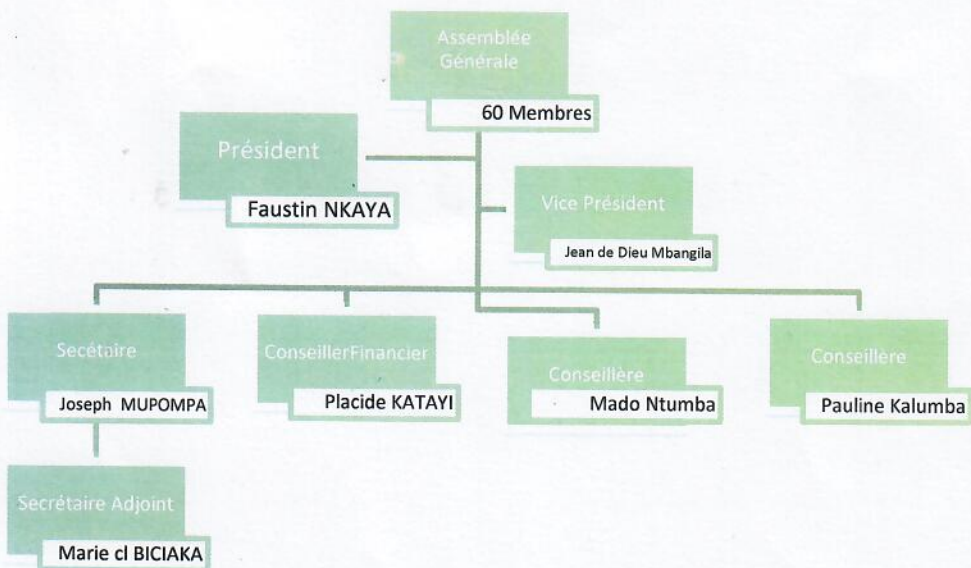 Assemblée
Générale
60 Membres
Président
Faustin NKAYA
Vice Président
Jean de Dieu Mbangila
Secétaire
Joseph MUPOMPA
ConseillerFinancier
Placide KATAYI
Conseillère
Mado Ntumba
Conseillère
Pauline Kalumba
Secrétaire Adjoint
Marie cl BICIAKA